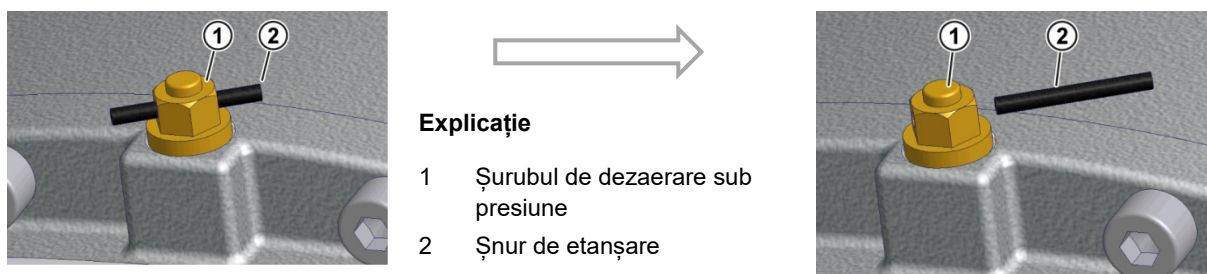 1 2
Explicație
1 Șurubul de dezaerare sub
presiune
2 Șnur de etanșare
1 2